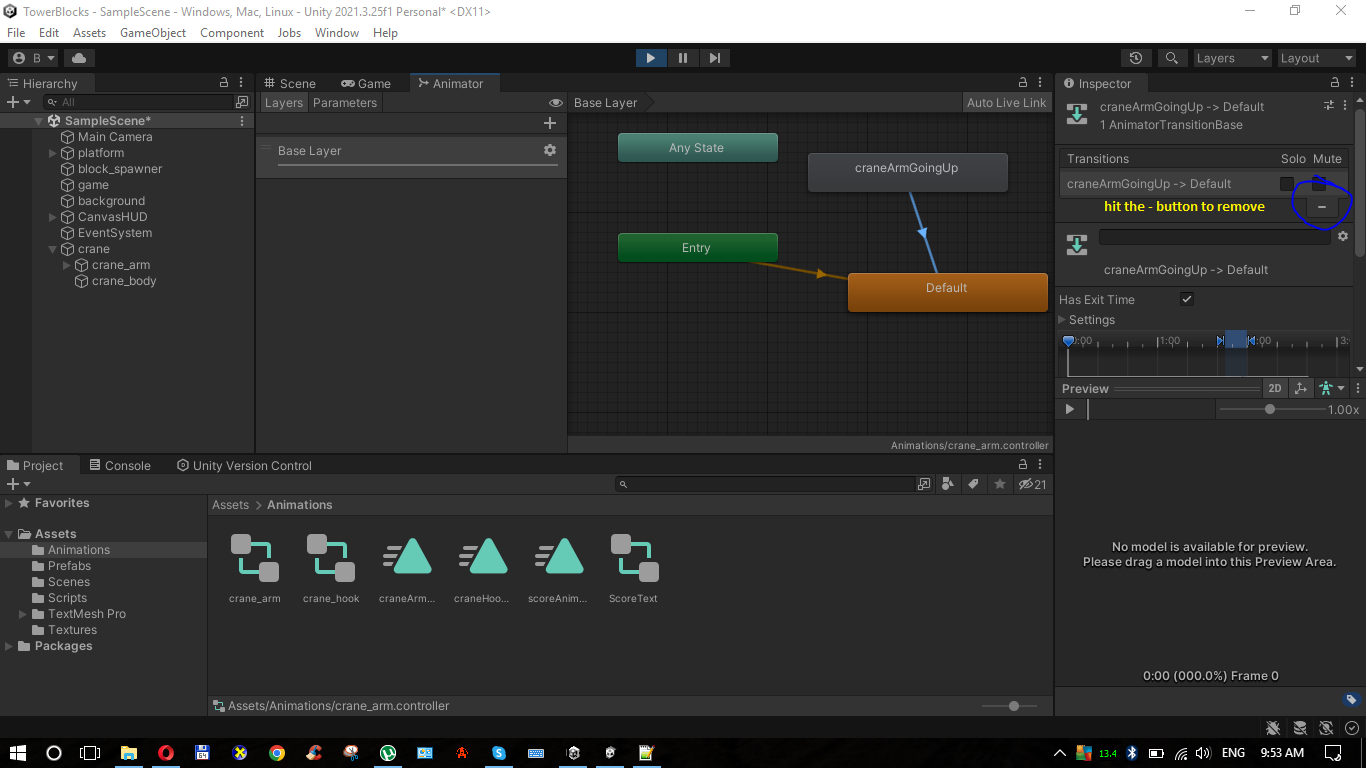 TowerBlocks - SampleScene - Windows, Mac, Linux - Unity 2021.3.25f1 Personal* <DX11>
File Edit Assets GameObject Component Jobs Window Help
B Layers Layout
Hierarchy
All
SampleScene*
Main Camera
platform
block_spawner
game
background
CanvasHUD
EventSystem
crane
crane_arm
crane_body
Scene Game Animator
Layers Parameters
Base Layer
Base Layer Auto Live Link
Any State
craneArmGoingUp
Entry
Default
Animations/crane_arm.controller
Inspector
craneArmGoingUp -> Default
1 AnimatorTransitionBase
Transitions Solo Mute
craneArmGoingUp -> Default
hit the - button to remove
craneArmGoingUp -> Default
Has Exit Time
Settings
1:00
Preview 2D
1.00x
No model is available for preview.
Please drag a model into this Preview Area.
0:00 (000.0%) Frame 0
Project Console Unity Version Control
21
Favorites
Assets
Animations
Prefabs
Scenes
Scripts
TextMesh Pro
Textures
Packages
Assets > Animations
crane_arm crane_hook craneArm... craneHoo... scoreAnim... ScoreText
Assets/Animations/crane_arm.controller
64 13.4 ENG 9:53 AM